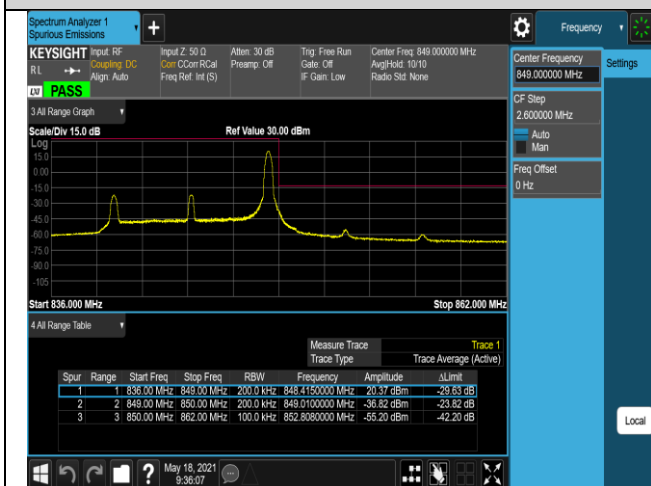 Spectrum Analyzer 1
Spurious Emissions
+
Frequency
KEYSIGHT Input: RF Input Z: 50 Ω Atten: 30 dB Trig: Free Run Center Freq: 849.000000 MHz
RL Coupling: DC Corr CCorr RCal Preamp: Off Gate: Off Avg|Hold: 10/10
Align: Auto Freq Ref: Int (S) IF Gain: Low Radio Std: None
LXI PASS
Center Frequency
849.000000 MHz
Settings
CF Step
2.600000 MHz
Auto
Man
Freq Offset
0 Hz
3 All Range Graph
Scale/Div 15.0 dB Ref Value 30.00 dBm
Log
15.0
0.00
-15.0
-30.0
-45.0
-60.0
-75.0
-90.0
-105
Start 836.000 MHz Stop 862.000 MHz
4 All Range Table
Measure Trace Trace 1
Trace Type Trace Average (Active)
Spur Range Start Freq Stop Freq RBW Frequency Amplitude ΔLimit
1 1 836.00 MHz 849.00 MHz 200.0 kHz 848.4150000 MHz 20.37 dBm -29.63 dB
2 2 849.00 MHz 850.00 MHz 200.0 kHz 849.0100000 MHz -36.82 dBm -23.82 dB
3 3 850.00 MHz 862.00 MHz 100.0 kHz 852.8080000 MHz -55.20 dBm -42.20 dB
Local
? May 18, 2021
9:36:07